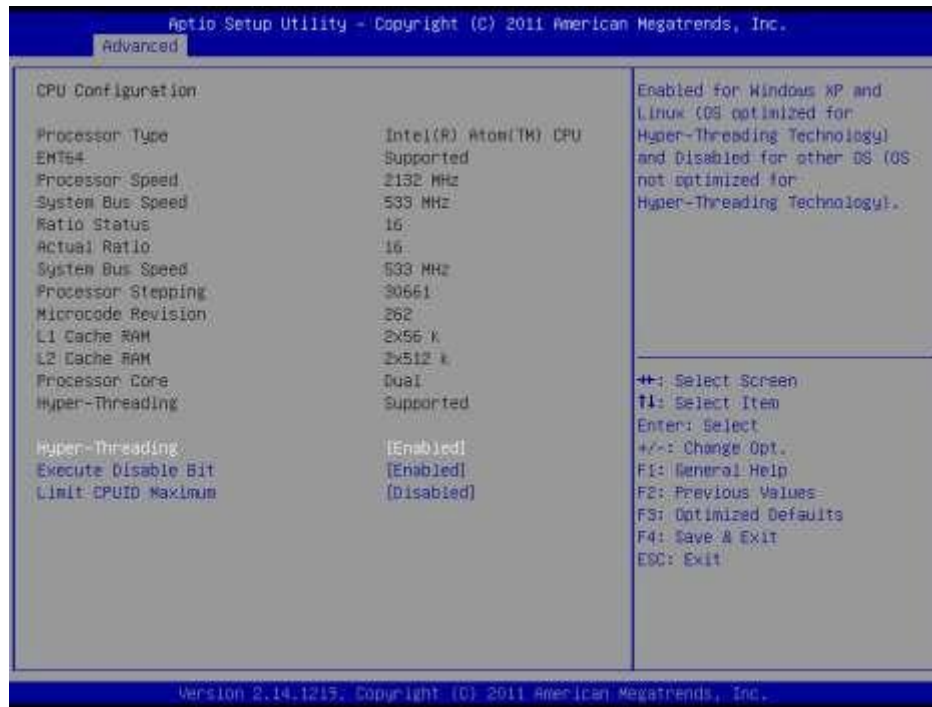 Aptio Setup Utility - Copyright (C) 2011 American Megatrends, Inc.
Advanced
CPU Configuration
Processor Type Intel(R) Atom(TM) CPU
EMT64 Supported
Processor Speed 2132 MHz
System Bus Speed 533 MHz
Ratio Status 16
Actual Ratio 16
System Bus Speed 533 MHz
Processor Stepping 30661
Microcode Revision 262
L1 Cache RAM 2x56 k
L2 Cache RAM 2x512 k
Processor Core Dual
Hyper-Threading Supported
Hyper-Threading [Enabled]
Execute Disable Bit [Enabled]
Limit CPUID Maximum [Disabled]
Enabled for Windows XP and
Linux (OS optimized for
Hyper-Threading Technology)
and Disabled for other OS (OS
not optimized for
Hyper-Threading Technology).
→←: Select Screen
↑↓: Select Item
Enter: Select
+/-: Change Opt.
F1: General Help
F2: Previous Values
F3: Optimized Defaults
F4: Save & Exit
ESC: Exit
Version 2.14.1219. Copyright (C) 2011 American Megatrends, Inc.